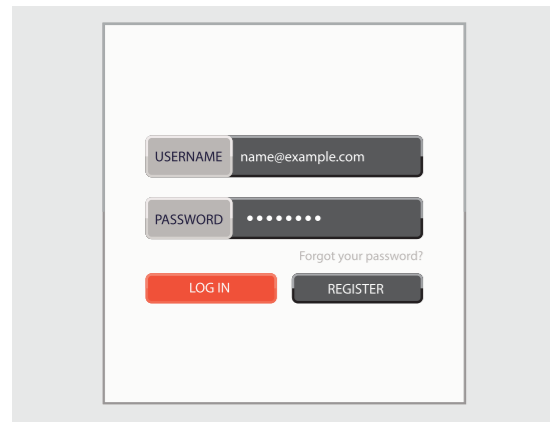 USERNAME name@example.com
PASSWORD ••••••••
Forgot your password?
LOG IN REGISTER